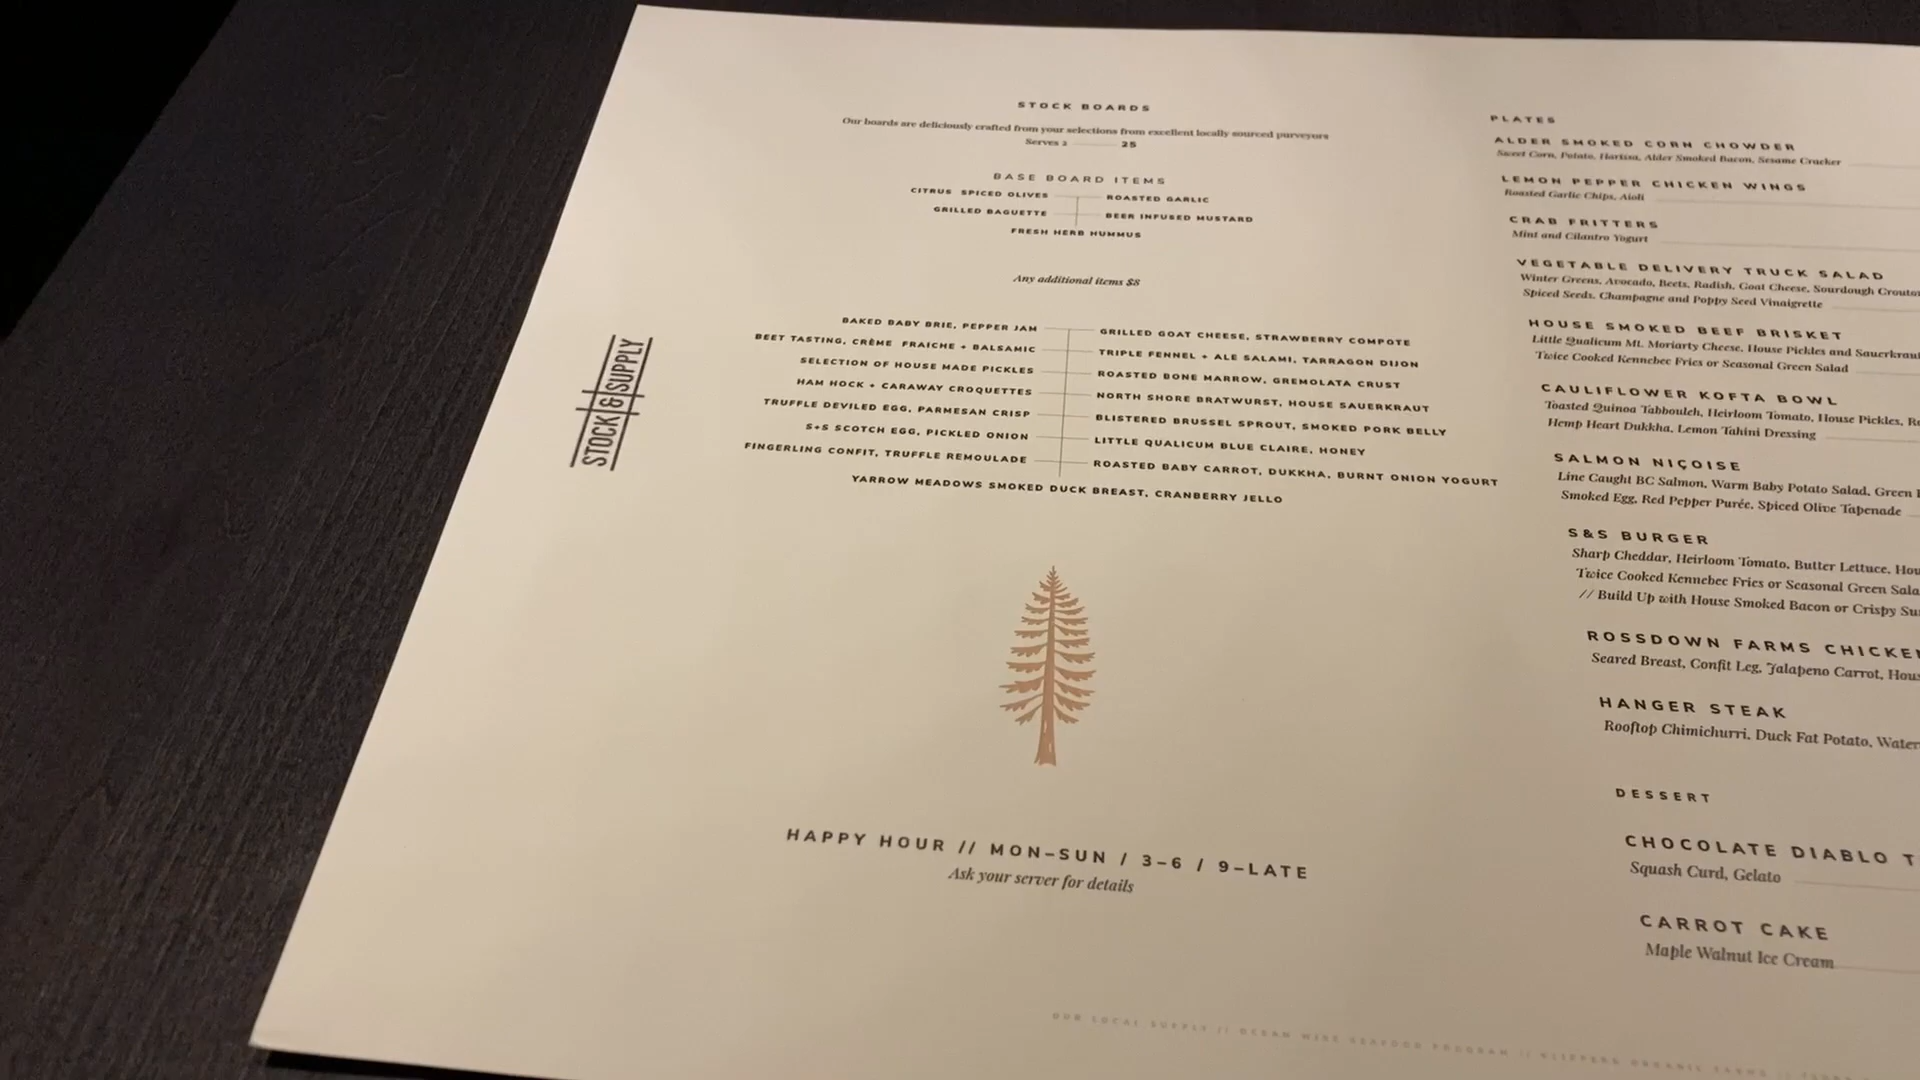 STOCK & SUPPLY
STOCK BOARDS
Our boards are deliciously crafted from your selections from excellent locally sourced purveyors
Serves 2 25
BASE BOARD ITEMS
CITRUS SPICED OLIVES ROASTED GARLIC
GRILLED BAGUETTE BEER INFUSED MUSTARD
FRESH HERB HUMMUS
Any additional items $8
BAKED BABY BRIE, PEPPER JAM GRILLED GOAT CHEESE, STRAWBERRY COMPOTE
BEET TASTING, CRÈME FRAICHE + BALSAMIC TRIPLE FENNEL + ALE SALAMI, TARRAGON DIJON
SELECTION OF HOUSE MADE PICKLES ROASTED BONE MARROW, GREMOLATA CRUST
HAM HOCK + CARAWAY CROQUETTES NORTH SHORE BRATWURST, HOUSE SAUERKRAUT
TRUFFLE DEVILED EGG, PARMESAN CRISP BLISTERED BRUSSEL SPROUT, SMOKED PORK BELLY
S+S SCOTCH EGG, PICKLED ONION LITTLE QUALICUM BLUE CLAIRE, HONEY
FINGERLING CONFIT, TRUFFLE REMOULADE ROASTED BABY CARROT, DUKKHA, BURNT ONION YOGURT
YARROW MEADOWS SMOKED DUCK BREAST, CRANBERRY JELLO
HAPPY HOUR // MON-SUN / 3-6 / 9-LATE
Ask your server for details
PLATES
ALDER SMOKED CORN CHOWDER
Sweet Corn, Potato, Harissa, Alder Smoked Bacon, Sesame Cracker
LEMON PEPPER CHICKEN WINGS
Roasted Garlic Chips, Aioli
CRAB FRITTERS
Mint and Cilantro Yogurt
VEGETABLE DELIVERY TRUCK SALAD
Winter Greens, Avocado, Beets, Radish, Goat Cheese, Sourdough
Spiced Seeds, Champagne and Poppy Seed Vinaigrette
HOUSE SMOKED BEEF BRISKET
Little Qualicum Mt. Moriarty Cheese, House Pickles and
Twice Cooked Kennebec Fries or Seasonal Green Salad
CAULIFLOWER KOFTA BOWL
Toasted Quinoa Tabbouleh, Heirloom Tomato, House Pickles,
Hemp Heart Dukkha, Lemon Tahini Dressing
SALMON NIÇOISE
Line Caught BC Salmon, Warm Baby Potato Salad, Green
Smoked Egg, Red Pepper Purée, Spiced Olive Tapenade
S&S BURGER
Sharp Cheddar, Heirloom Tomato, Butter Lettuce,
Twice Cooked Kennebec Fries or Seasonal Green
// Build Up with House Smoked Bacon or Crispy
ROSSDOWN FARMS
Seared Breast, Confit Leg, Jalapeno Carrot,
HANGER STEAK
Rooftop Chimichurri, Duck Fat Potato,
DESSERT
CHOCOLATE DIABLO
Squash Curd, Gelato
CARROT CAKE
Maple Walnut Ice Cream
OUR LOCAL SUPPLY // OCEAN WISE SEAFOOD PROGRAM // KLIPPERS ORGANIC FARMS //